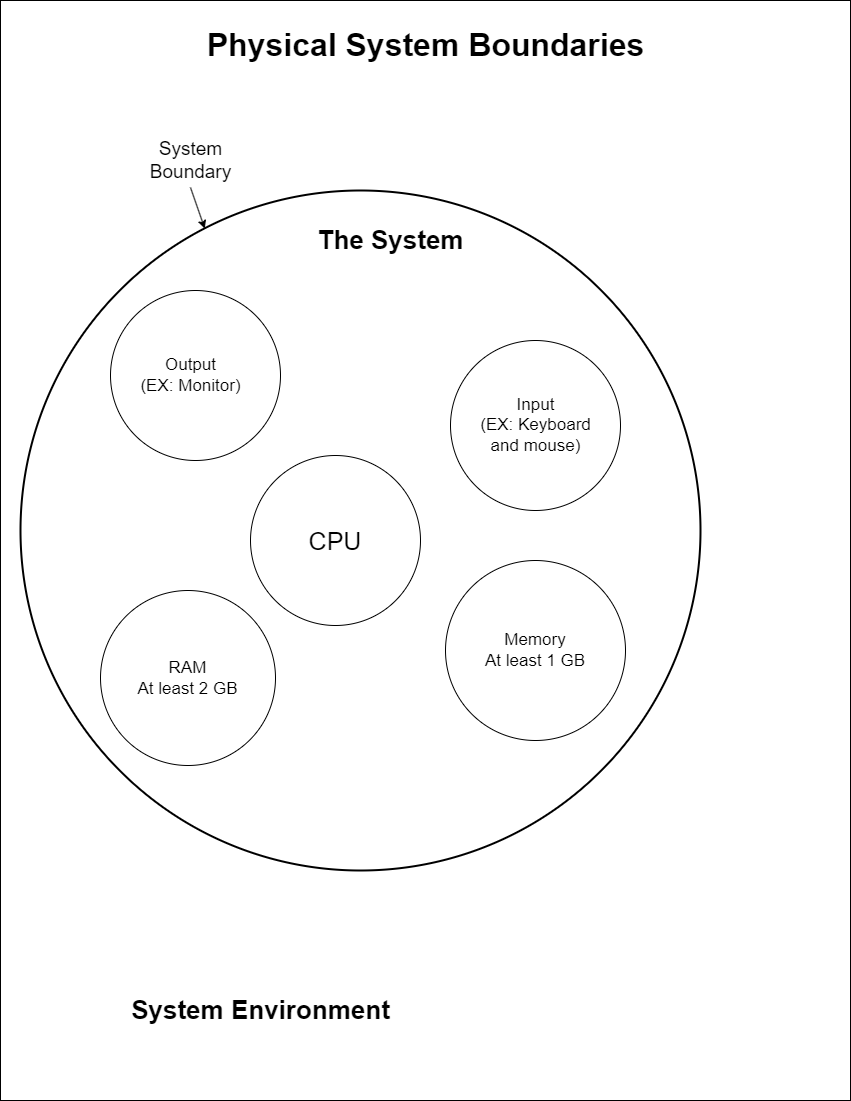 Physical System Boundaries
System
Boundary
The System
Output
(EX: Monitor)
Input
(EX: Keyboard
and mouse)
CPU
RAM
At least 2 GB
Memory
At least 1 GB
System Environment